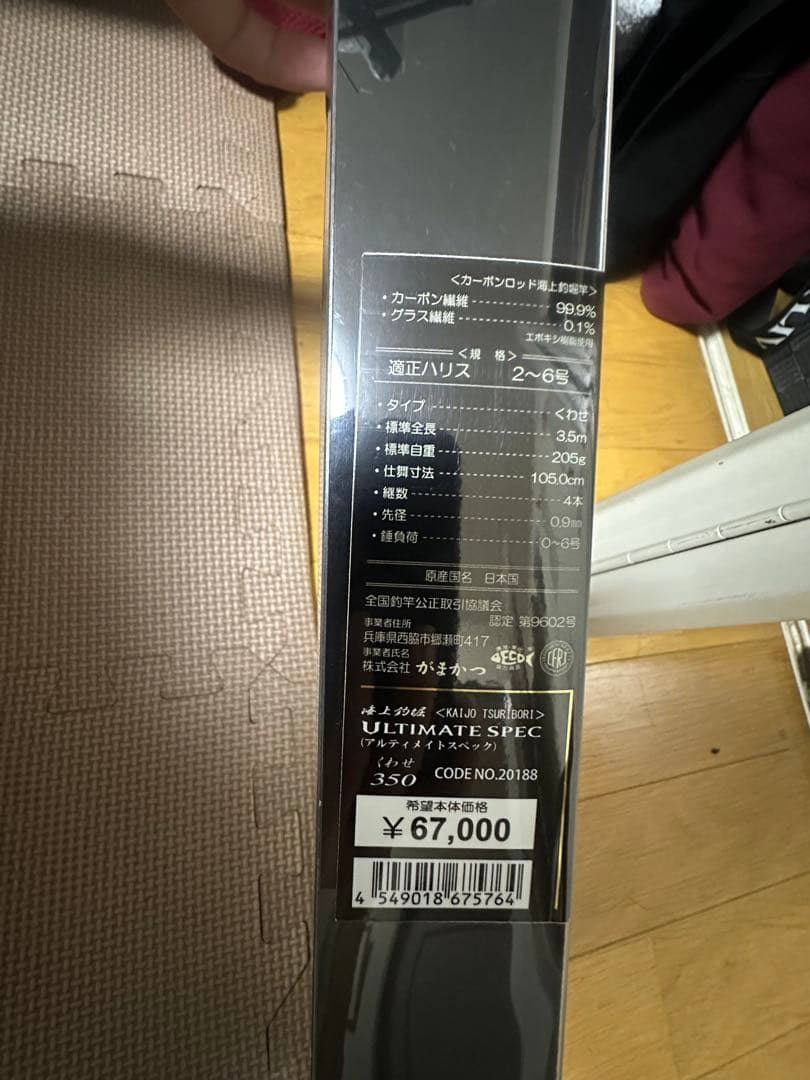 <カーボンロッド海上釣堀竿>
・カーボン繊維 99.9%
・グラス繊維 0.1%
エポキシ樹脂使用
<規 格>
適正ハリス 2〜6号
・タイプ くわせ
・標準全長 3.5m
・標準自重 205g
・仕舞寸法 105.0cm
・継数 4本
・先径 0.9mm
・錘負荷 0〜6号
原産国名 日本国
全国釣竿公正取引協議会
認定 第9602号
事業者住所
兵庫県西脇市郷瀬町417
事業者氏名
株式会社 がまかつ
ECO
CFRJ
海上釣堀 <KAIJO TSURIBORI>
ULTIMATE SPEC
(アルティメイトスペック)
くわせ
350 CODE NO.20188
希望本体価格
¥67,000
4 549018 675764